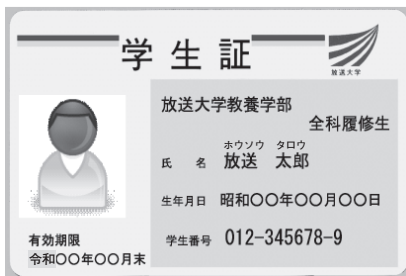 学生証
放送大学
放送大学教養学部
全科履修生
ホウソウ タロウ
氏 名 放送 太郎
生年月日 昭和〇〇年〇〇月〇〇日
学生番号 012-345678-9
有効期限
令和〇〇年〇〇月末